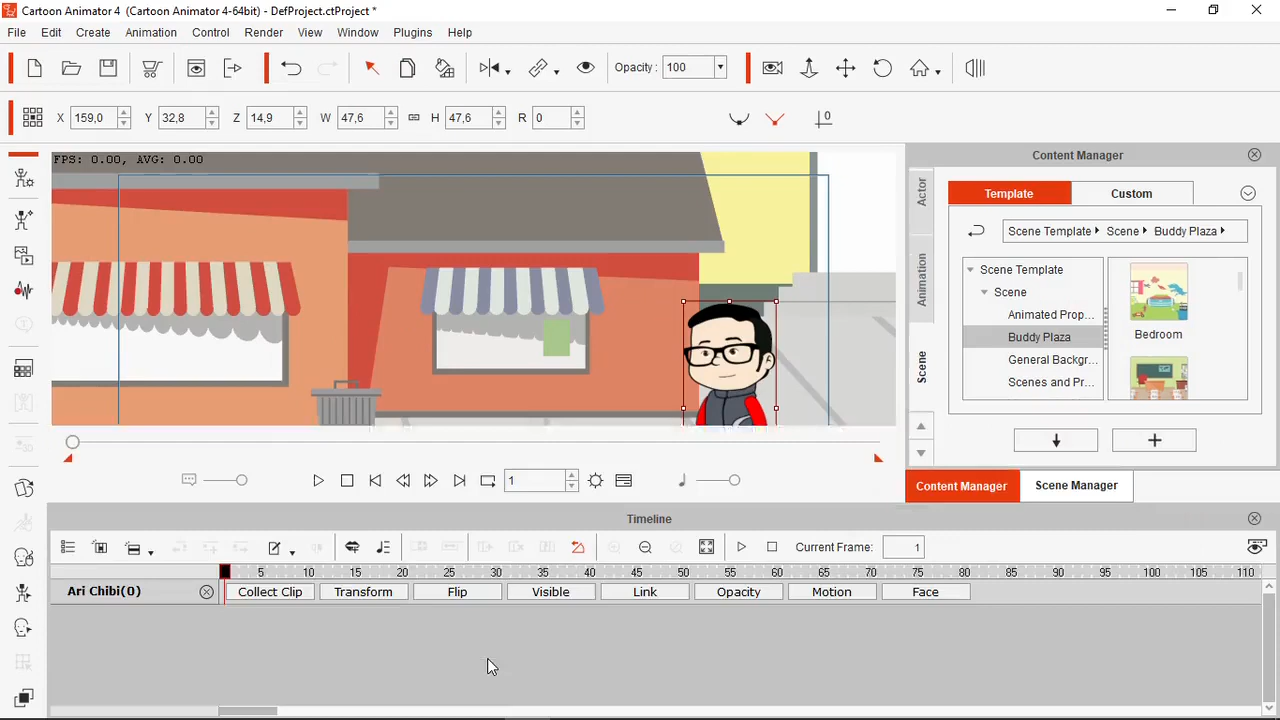 Cartoon Animator 4 (Cartoon Animator 4-64bit) - DefProject.ctProject *
File Edit Create Animation Control Render View Window Plugins Help
Opacity : 100
X 159,0 Y 32,8 Z 14,9 W 47,6 H 47,6 R 0 0
FPS: 0.00, AVG: 0.00
Content Manager
Actor
Animation
Scene
Template Custom
Scene Template Scene Buddy Plaza
Scene Template
Scene
Animated Prop...
Buddy Plaza
General Backgr...
Scenes and Pr...
Bedroom
1
Content Manager Scene Manager
Timeline
Current Frame: 1
5 10 15 20 25 30 35 40 45 50 55 60 65 70 75 80 85 90 95 100 105 110
Ari Chibi(0) Collect Clip Transform Flip Visible Link Opacity Motion Face